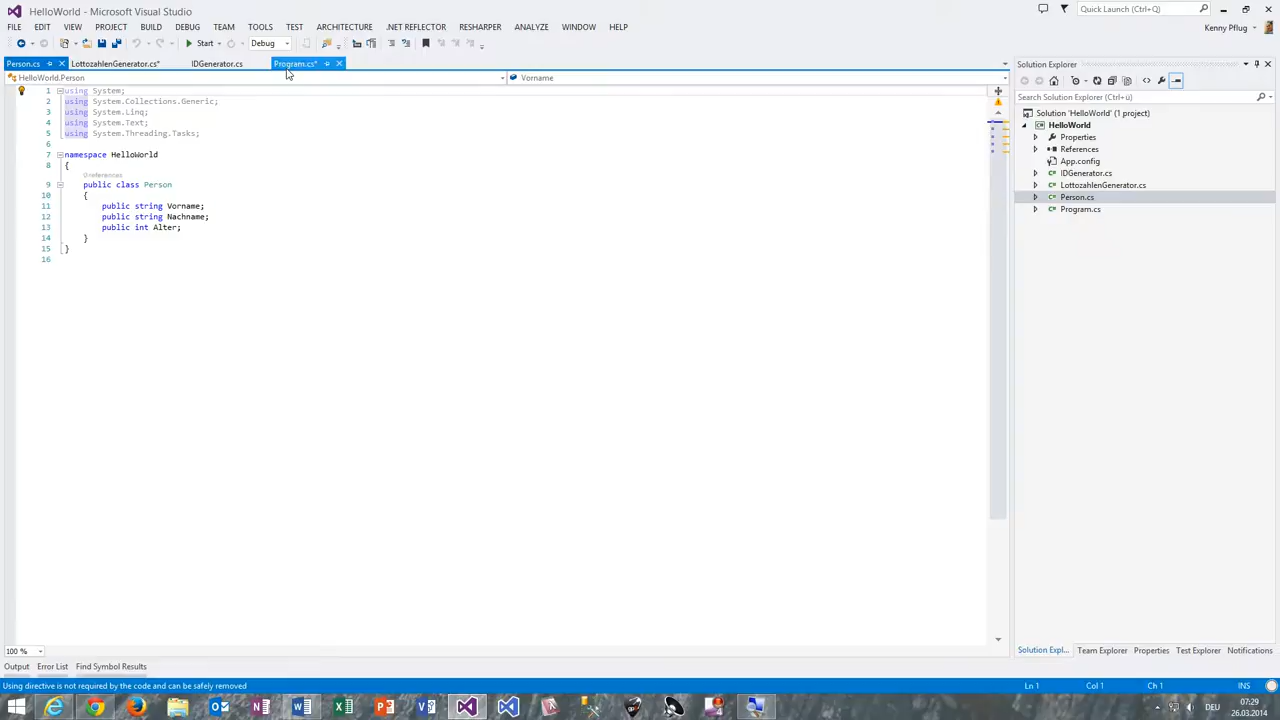 HelloWorld - Microsoft Visual Studio
Quick Launch (Ctrl+Q)
FILE EDIT VIEW PROJECT BUILD DEBUG TEAM TOOLS TEST ARCHITECTURE .NET REFLECTOR RESHARPER ANALYZE WINDOW HELP
Kenny Pflug
Start Debug
Person.cs LottozahlenGenerator.cs* IDGenerator.cs Program.cs*
HelloWorld.Person Vorname
1 using System;
2 using System.Collections.Generic;
3 using System.Linq;
4 using System.Text;
5 using System.Threading.Tasks;
6
7 namespace HelloWorld
8 {
0 references
9 public class Person
10 {
11 public string Vorname;
12 public string Nachname;
13 public int Alter;
14 }
15 }
16
Solution Explorer
Search Solution Explorer (Ctrl+ü)
Solution 'HelloWorld' (1 project)
HelloWorld
Properties
References
App.config
IDGenerator.cs
LottozahlenGenerator.cs
Person.cs
Program.cs
100 %
Solution Expl... Team Explorer Properties Test Explorer Notifications
Output Error List Find Symbol Results
Using directive is not required by the code and can be safely removed
Ln 1 Col 1 Ch 1 INS
DEU
07:29
26.03.2014